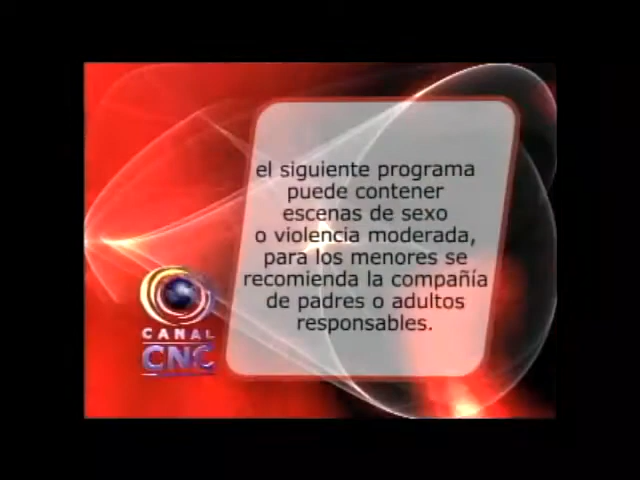 el siguiente programa
puede contener
escenas de sexo
o violencia moderada,
para los menores se
recomienda la compañía
de padres o adultos
responsables.
CANAL
CNC